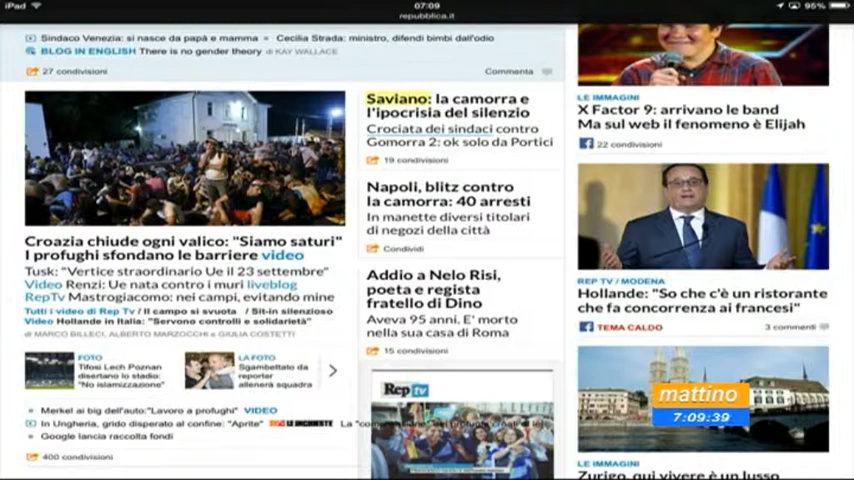 iPad
07:09
95%
repubblica.it
Sindaco Venezia: si nasce da papà e mamma
Cecilia Strada: ministro, difendi bimbi dall'odio
BLOG IN ENGLISH There is no gender theory di KAY WALLACE
27 condivisioni
Commenta
Croazia chiude ogni valico: "Siamo saturi"
I profughi sfondano le barriere video
Tusk: "Vertice straordinario Ue il 23 settembre"
Video Renzi: Ue nata contro i muri liveblog
RepTv Mastrogiacomo: nei campi, evitando mine
Tutti i video di Rep Tv / Il campo si svuota / Sit-in silenzioso
Video Hollande in Italia: "Servono controlli e solidarietà"
di MARCO BILLECI, ALBERTO MARZOCCHI e GIULIA COSTETTI
FOTO
Tifosi Lech Poznan
disertano lo stadio:
"No islamizzazione"
LA FOTO
Sgambettato da
reporter
allenerà squadra
Merkel ai big dell'auto:"Lavoro a profughi" VIDEO
In Ungheria, grido disperato al confine: "Aprite"
LE INCHIESTE La
Google lancia raccolta fondi
400 condivisioni
Saviano: la camorra e
l'ipocrisia del silenzio
Crociata dei sindaci contro
Gomorra 2: ok solo da Portici
19 condivisioni
Napoli, blitz contro
la camorra: 40 arresti
In manette diversi titolari
di negozi della città
Condividi
Addio a Nelo Risi,
poeta e regista
fratello di Dino
Aveva 95 anni. E' morto
nella sua casa di Roma
15 condivisioni
Rep tv
LE IMMAGINI
X Factor 9: arrivano le band
Ma sul web il fenomeno è Elijah
22 condivisioni
REP TV / MODENA
Hollande: "So che c'è un ristorante
che fa concorrenza ai francesi"
TEMA CALDO
3 commenti
mattino
7:09:39
LE IMMAGINI
Zurigo, qui vivere è un lusso